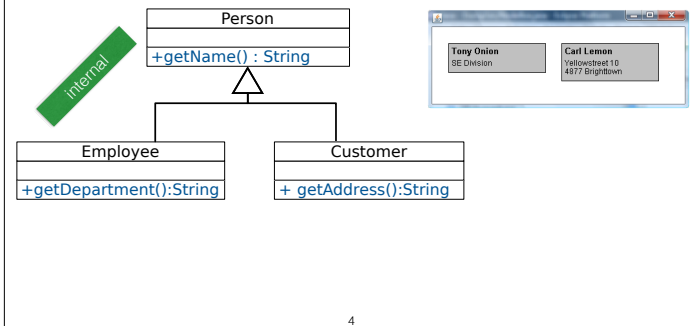 Person
+getName() : String
internal
Tony Onion
SE Division
Carl Lemon
Yellowstreet 10
4877 Brighttown
Employee
+getDepartment():String
Customer
+ getAddress():String
4